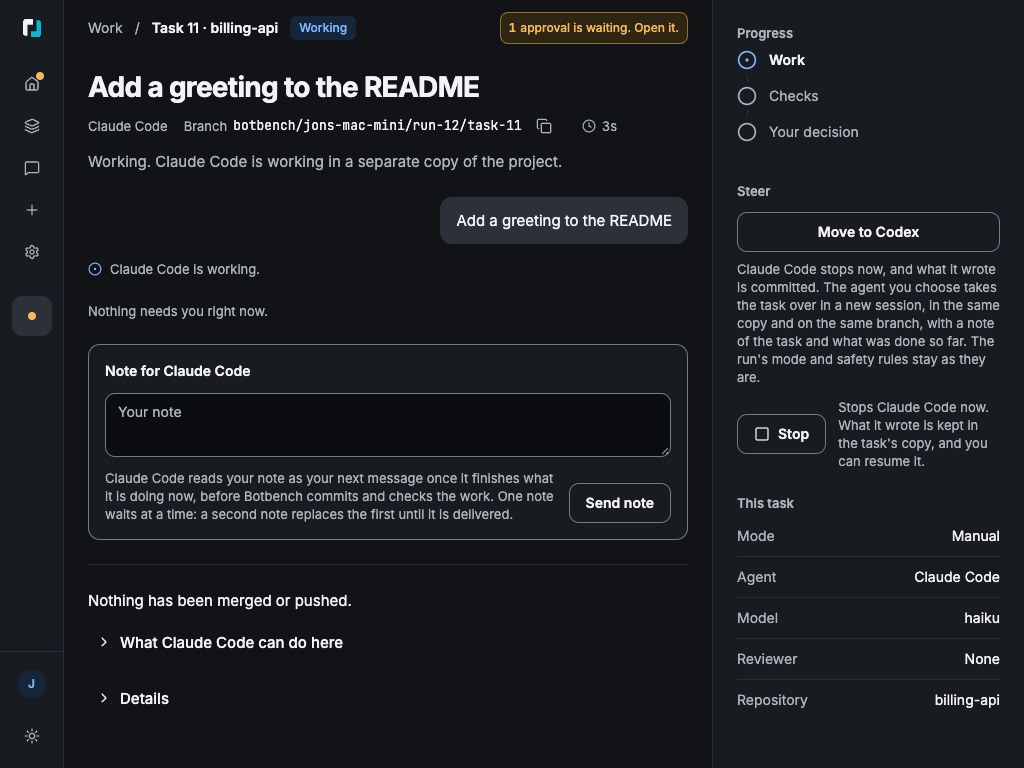 Work / Task 11 · billing-api Working
1 approval is waiting. Open it.
Add a greeting to the README
Claude Code Branch botbench/jons-mac-mini/run-12/task-11 3s
Working. Claude Code is working in a separate copy of the project.
Add a greeting to the README
Claude Code is working.
Nothing needs you right now.
Note for Claude Code
Your note
Claude Code reads your note as your next message once it finishes what
it is doing now, before Botbench commits and checks the work. One note
waits at a time: a second note replaces the first until it is delivered.
Send note
Nothing has been merged or pushed.
What Claude Code can do here
Details
J
Progress
Work
Checks
Your decision
Steer
Move to Codex
Claude Code stops now, and what it wrote
is committed. The agent you choose takes
the task over in a new session, in the same
copy and on the same branch, with a note
of the task and what was done so far. The
run's mode and safety rules stay as they
are.
Stop
Stops Claude Code now.
What it wrote is kept in
the task's copy, and you
can resume it.
This task
Mode Manual
Agent Claude Code
Model haiku
Reviewer None
Repository billing-api